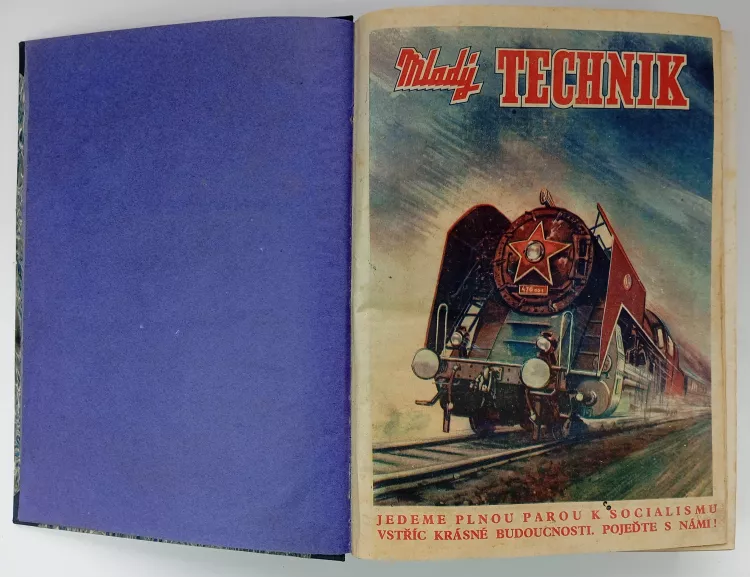 Mladý TECHNIK
JEDEME PLNOU PAROU K SOCIALISMU
VSTŘÍC KRÁSNÉ BUDOUCNOSTI. POJEĎTE S NÁMI!